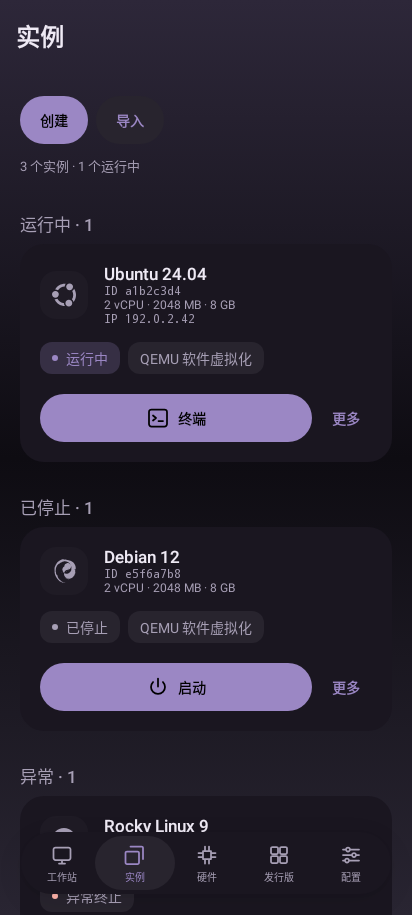 实例
创建
导入
3 个实例 · 1 个运行中
运行中 · 1
Ubuntu 24.04
ID a1b2c3d4
2 vCPU · 2048 MB · 8 GB
IP 192.0.2.42
运行中
QEMU 软件虚拟化
终端
更多
已停止 · 1
Debian 12
ID e5f6a7b8
2 vCPU · 2048 MB · 8 GB
已停止
QEMU 软件虚拟化
启动
更多
异常 · 1
Rocky Linux 9
异常终止
工作站
实例
硬件
发行版
配置